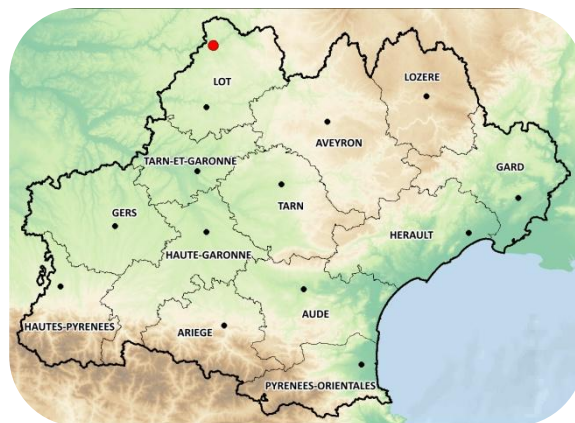 LOT
LOZERE
AVEYRON
TARN-ET-GARONNE
GARD
TARN
GERS
HERAULT
HAUTE-GARONNE
AUDE
HAUTES-PYRENEES
ARIEGE
PYRENEES-ORIENTALES